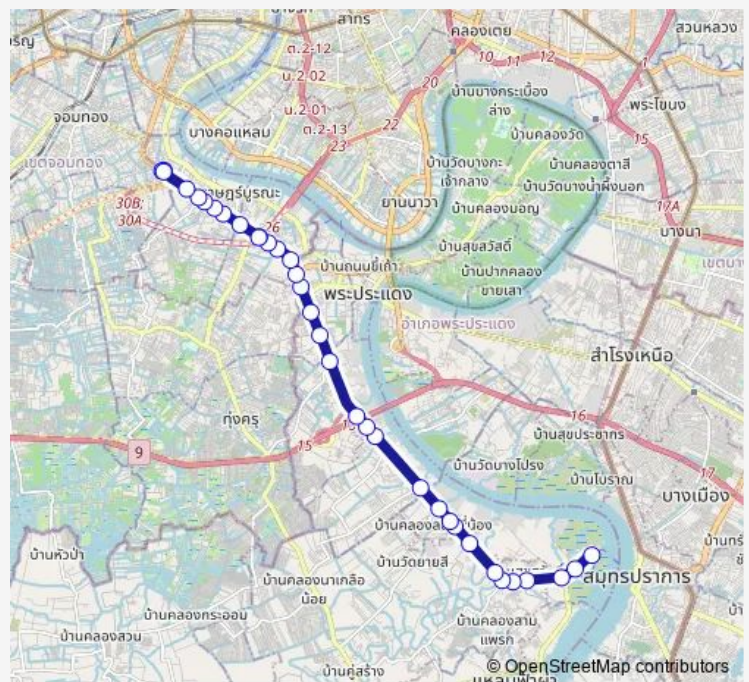 สาทร
คลองเตย
สวนหลวง
ต.2-12
10
11
12
20
1
น.2.02
บ้านบางกระเบื้อง
ล่าง
พระโขนง
จอมทอง
น.2-01
22
ต.2-13
บางคอแหลม
23
บ้านคลองวัด
15
เขตจอมทอง
บ้านวัดบางกะ
เจ้ากลาง
บ้านคลองตาสี
บ้านวัดบางน้ำผึ้งนอก
30B;
30A
ยานนาวา
บ้านคลองมอญ
17A
26
บางนา
บ้านสุขสวัสดิ์
บ้านถนนขี้เถ้า
บ้านปากคลอง
ขายเสา
พระประแดง
อำเภอพระประแดง
สำโรงเหนือ
ทุ่งครุ
16
9
15
บ้านสุขประชากร
17
บ้านวัดบางโปรง
บ้านโบราณ
บางเมือง
บ้านหัวป่า
บ้านวัดยายสี
บ้านคลองนาเกลือ
น้อย
สมุทรปราการ
บ้านคลองกระออม
บ้านคลองสาม
แพรก
บ้านคลองสวน
บ้านคู่สร้าง
© OpenStreetMap contributors